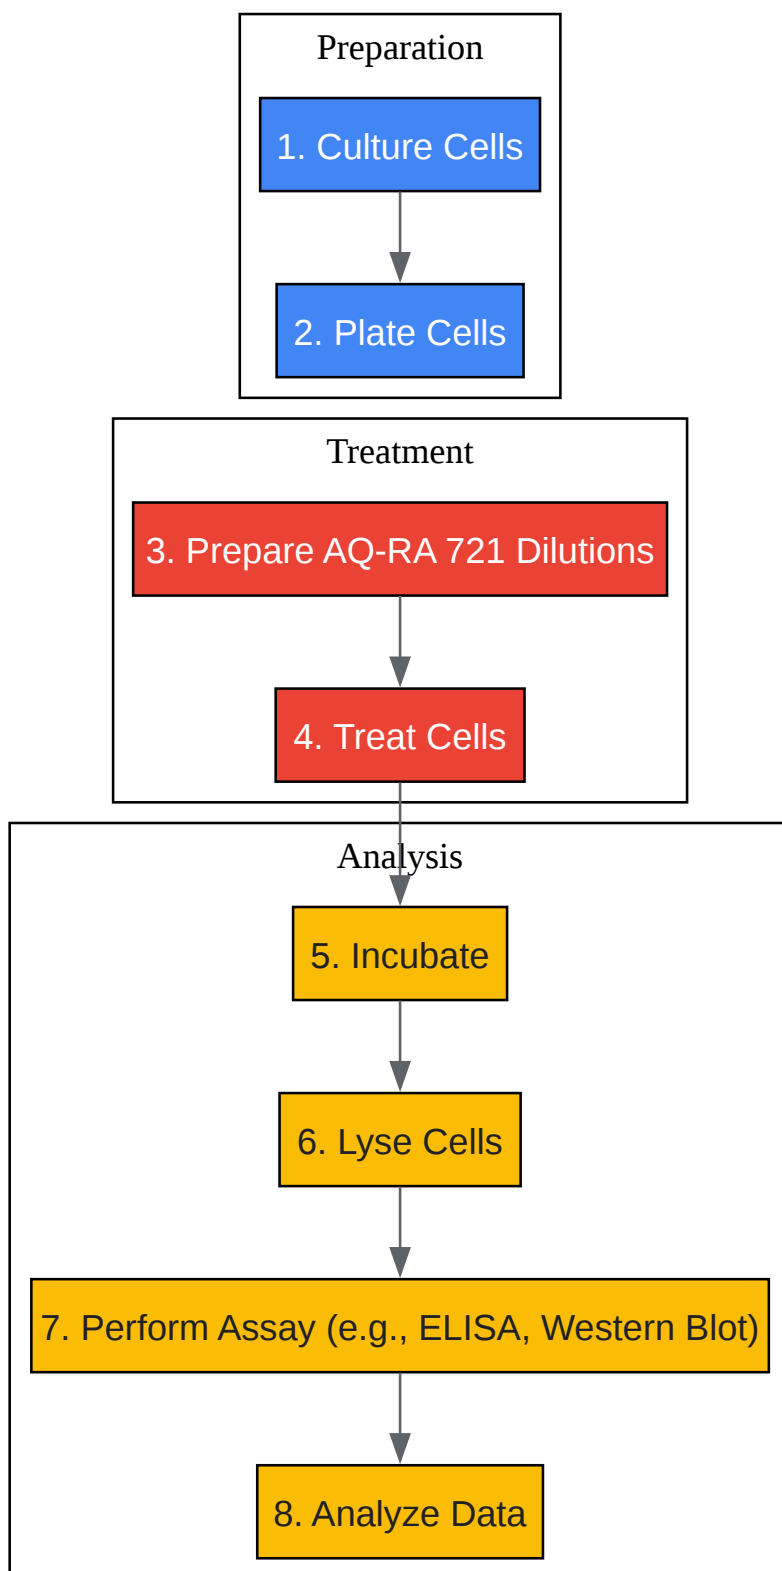 Preparation
1. Culture Cells
2. Plate Cells
Treatment
3. Prepare AQ-RA 721 Dilutions
4. Treat Cells
Analysis
5. Incubate
6. Lyse Cells
7. Perform Assay (e.g., ELISA, Western Blot)
8. Analyze Data